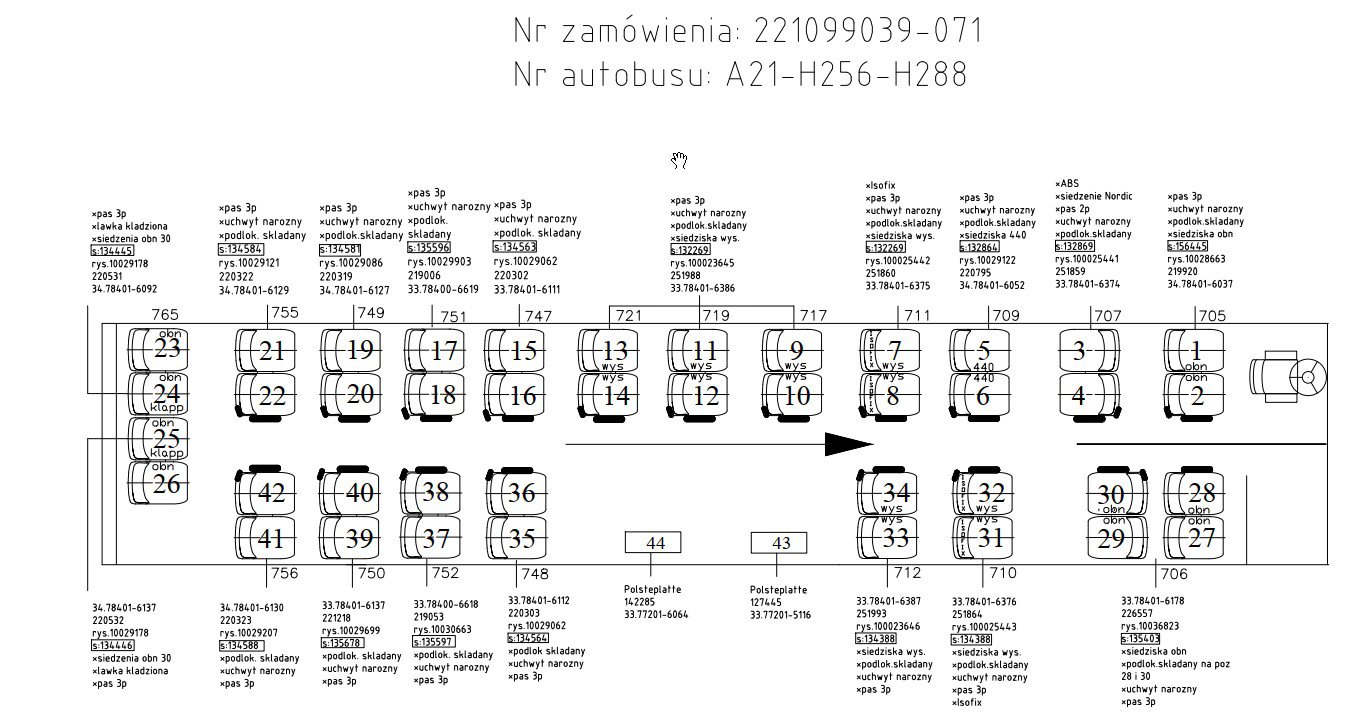 Nr zamówienia: 221099039-071
Nr autobusu: A21-H256-H288
×pas 3p
×lawka kladziona
×siedzenia obn 30
s:134445
rys.10029178
220531
34.78401-6092
×pas 3p
×uchwyt narozny
×podlok. skladany
s:134584
rys.10029121
220322
34.78401-6129
×pas 3p
×uchwyt narozny
×podlok.skladany
s:134581
rys.10029086
220319
34.78401-6127
×pas 3p
×uchwyt narozny
×podlok.
skladany
s:135596
rys.10029903
219006
33.78400-6619
×pas 3p
×uchwyt narozny
×podlok. skladany
s:134563
rys.10029062
220302
33.78401-6111
×pas 3p
×uchwyt narozny
×podlok.skladany
×siedziska wys.
s:132269
rys.100023645
251988
33.78401-6386
×Isofix
×pas 3p
×uchwyt narozny
×podlok.skladany
×siedziska wys.
s:132269
rys.100025442
251860
33.78401-6375
×pas 3p
×uchwyt narozny
×podlok.skladany
×siedziska 440
s:132864
rys.10029122
220795
34.78401-6052
×ABS
×siedzenie Nordic
×pas 2p
×uchwyt narozny
×podlok.skladany
s:132869
rys.100025441
251859
33.78401-6374
×pas 3p
×uchwyt narozny
×podlok.skladany
×siedziska obn
s:156445
rys.10028663
219920
34.78401-6037
765 755 749 751 747 721 719 717 711 709 707 705
obn
23 21 19 17 15 13 11 9 ISOFIX 7 5 3 1
wys wys wys wys 440 obn
obn wys wys wys wys 440 obn
24 22 20 18 16 14 12 10 ISOFIX 8 6 4 2
klapp
obn
25
klapp
obn
26 42 40 38 36 34 ISOFIX 32 30 28
wys wys obn obn
wys wys obn obn
41 39 37 35 44 43 33 ISOFIX 31 29 27
756 750 752 748 712 710 706
34.78401-6137
220532
rys.10029178
s:134446
×siedzenia obn 30
×lawka kladziona
×pas 3p
34.78401-6130
220323
rys.10029207
s:134588
×podlok. skladany
×uchwyt narozny
×pas 3p
33.78401-6137
221218
rys.10029699
s:135678
×podlok. skladany
×uchwyt narozny
×pas 3p
33.78400-6618
219053
rys.10030663
s:135597
×podlok. skladany
×uchwyt narozny
×pas 3p
33.78401-6112
220303
rys.10029062
s:134564
×podlok. skladany
×uchwyt narozny
×pas 3p
Polsteplatte
142285
33.77201-6064
Polsteplatte
127445
33.77201-5116
33.78401-6387
251993
rys.100023646
s:134388
×siedziska wys.
×podlok.skladany
×uchwyt narozny
×pas 3p
33.78401-6376
251864
rys.100025443
s:134388
×siedziska wys.
×podlok.skladany
×uchwyt narozny
×pas 3p
×Isofix
33.78401-6178
226557
rys.10036823
s:135403
×siedziska obn
×podlok.skladany na poz
28 i 30
×uchwyt narozny
×pas 3p